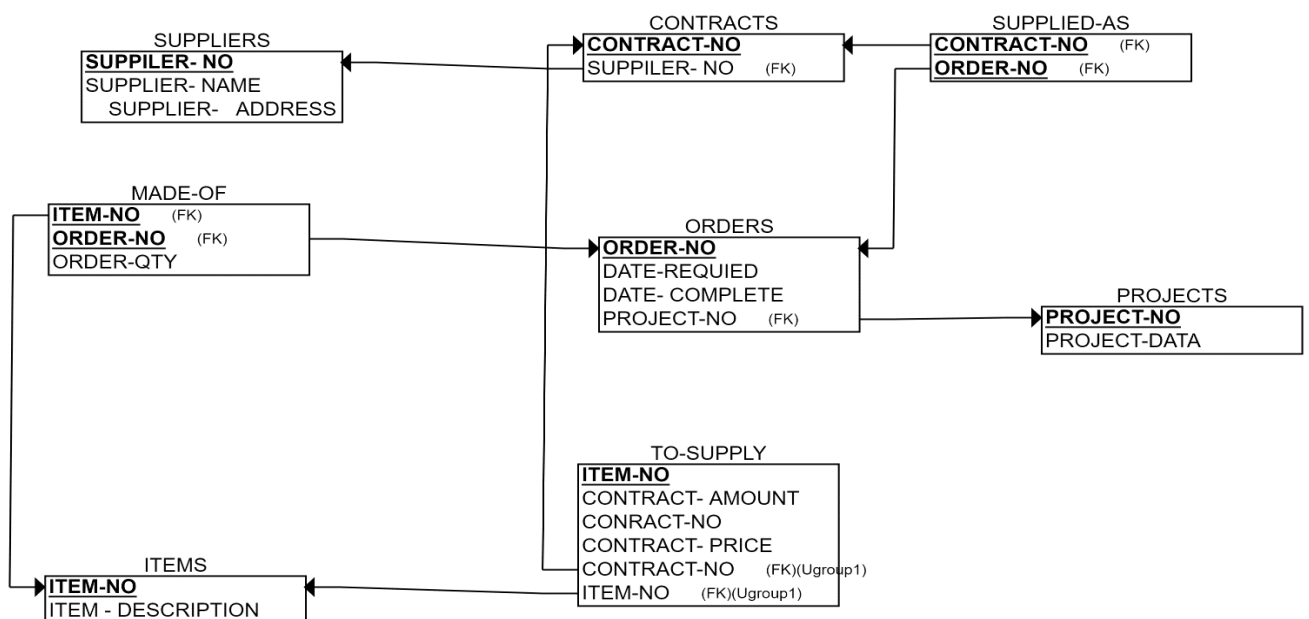 SUPPLIERS
SUPPILER- NO
SUPPLIER- NAME
SUPPLIER- ADDRESS
CONTRACTS
CONTRACT-NO
SUPPILER- NO (FK)
SUPPLIED-AS
CONTRACT-NO (FK)
ORDER-NO (FK)
MADE-OF
ITEM-NO (FK)
ORDER-NO (FK)
ORDER-QTY
ORDERS
ORDER-NO
DATE-REQUIED
DATE- COMPLETE
PROJECT-NO (FK)
PROJECTS
PROJECT-NO
PROJECT-DATA
TO-SUPPLY
ITEM-NO
CONTRACT- AMOUNT
CONRACT-NO
CONTRACT- PRICE
CONTRACT-NO (FK)(Ugroup1)
ITEM-NO (FK)(Ugroup1)
ITEMS
ITEM-NO
ITEM - DESCRIPTION